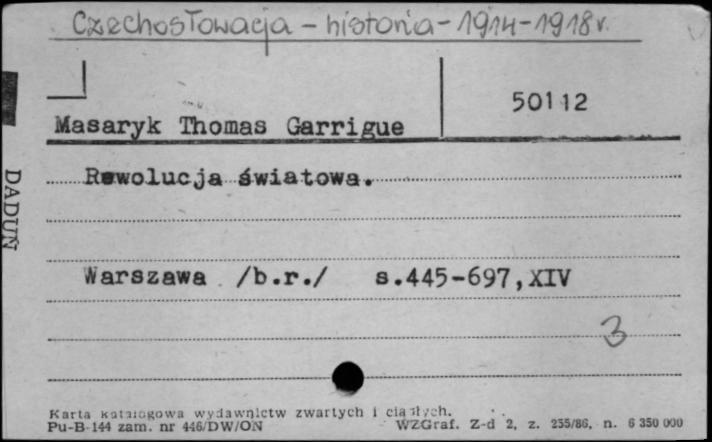 Czechosłowacja - historia - 1914-1918 r.
50112
Masaryk Thomas Garrigue
Rewolucja światowa.
DADUŃ
Warszawa /b.r./ s.445-697,XIV
3
Karta katalogowa wydawnictw zwartych i ciągłych.
Pu-B-144 zam. nr 446/DW/ON WZGraf. Z-d 2, z. 255/86, n. 6 350 000